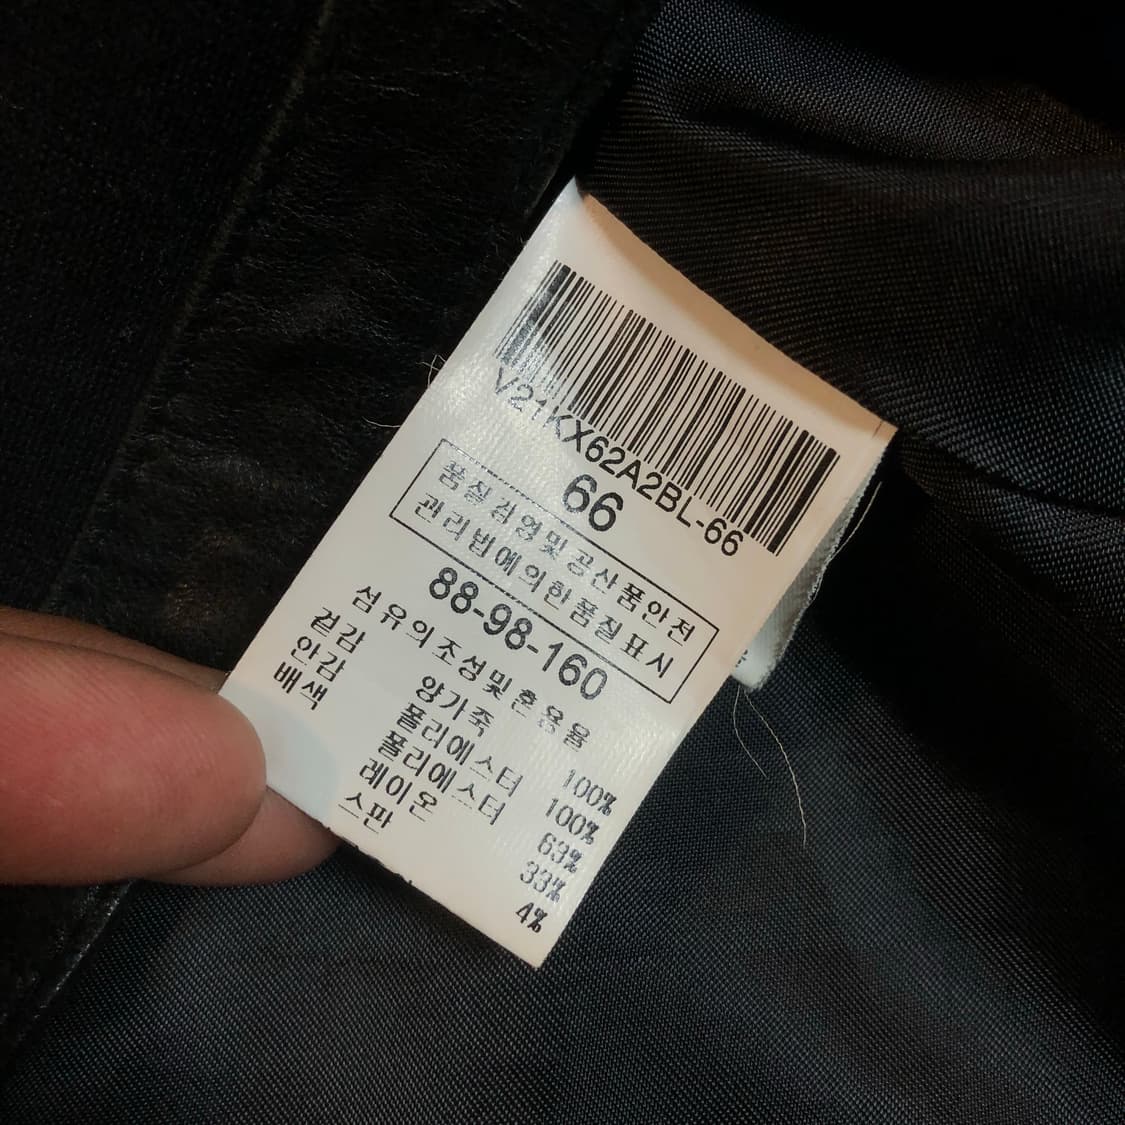 V21KX62A2BL-66
66
품질경영및공산품안전
관리법에의한품질표시
88-98-160
섬유의조성및혼용율
겉감 양가죽 100%
안감 폴리에스터 100%
배색 폴리에스터 63%
레이온 33%
스판 4%